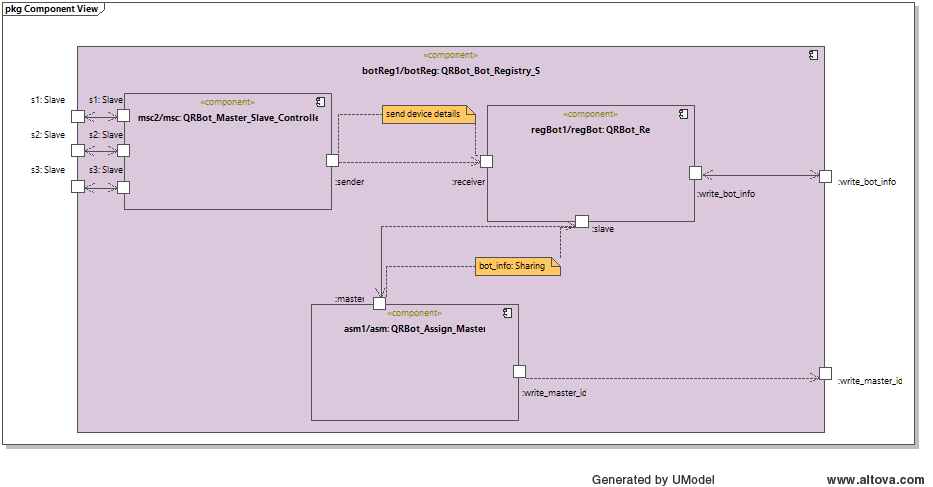 pkg Component View
«component»
botReg1/botReg: QRBot_Bot_Registry_S
s1: Slave
s1: Slave
s2: Slave
s2: Slave
s3: Slave
s3: Slave
«component»
msc2/msc: QRBot_Master_Slave_Controlle
:sender
send device details
«component»
regBot1/regBot: QRBot_Re
:receiver
:write_bot_info
:write_bot_info
:slave
bot_info: Sharing
:master
«component»
asm1/asm: QRBot_Assign_Master
:write_master_id
:write_master_id
Generated by UModel
www.altova.com